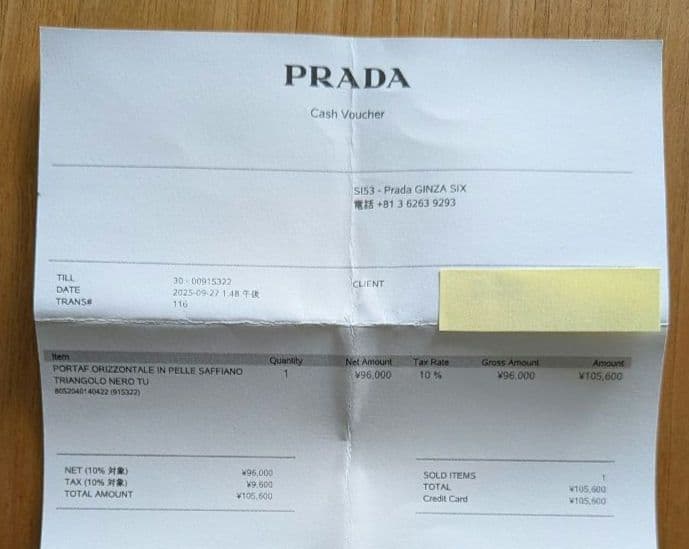 PRADA
Cash Voucher
SI53 - Prada GINZA SIX
電話 +81 3 6263 9293
TILL 30 - 00915322
DATE 2025-09-27 1:48 午後
TRANS# 116
CLIENT
Item Quantity Net Amount Tax Rate Gross Amount Amount
PORTAF ORIZZONTALE IN PELLE SAFFIANO 1 ¥96,000 10 % ¥96,000 ¥105,600
TRIANGOLO NERO TU
8052040140422 (915322)
NET (10% 対象) ¥96,000
TAX (10% 対象) ¥9,600
TOTAL AMOUNT ¥105,600
SOLD ITEMS 1
TOTAL ¥105,600
Credit Card ¥105,600